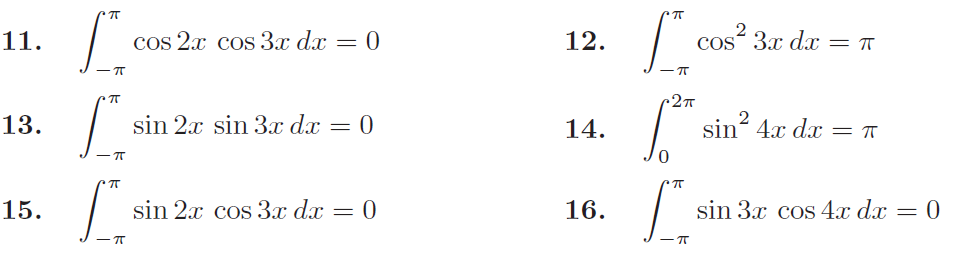 11. ∫_{−π}^{π} cos 2x cos 3x dx = 0 12. ∫_{−π}^{π} cos² 3x dx = π
13. ∫_{−π}^{π} sin 2x sin 3x dx = 0 14. ∫_{0}^{2π} sin² 4x dx = π
15. ∫_{−π}^{π} sin 2x cos 3x dx = 0 16. ∫_{−π}^{π} sin 3x cos 4x dx = 0